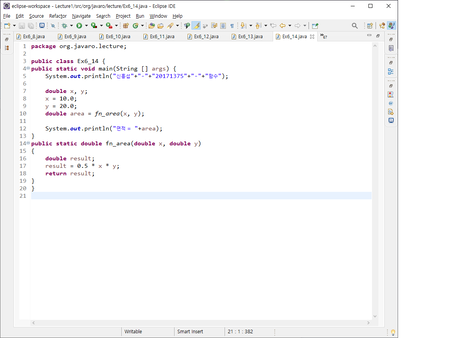 eclipse-workspace - Lecture1/src/org/javaro/lecture/Ex6_14.java - Eclipse IDE
File Edit Source Refactor Navigate Search Project Run Window Help
Ex6_8.java Ex6_9.java Ex6_10.java Ex6_11.java Ex6_12.java Ex6_13.java Ex6_14.java
1 package org.javaro.lecture;
2
3 public class Ex6_14 {
4 public static void main(String [] args) {
5 System.out.println("신홍섭"+"-"+"20171375"+"-"+"함수");
6
7 double x, y;
8 x = 10.0;
9 y = 20.0;
10 double area = fn_area(x, y);
11
12 System.out.println("면적 = "+area);
13 }
14 public static double fn_area(double x, double y)
15 {
16 double result;
17 result = 0.5 * x * y;
18 return result;
19 }
20 }
21
Writable Smart Insert 21 : 1 : 382